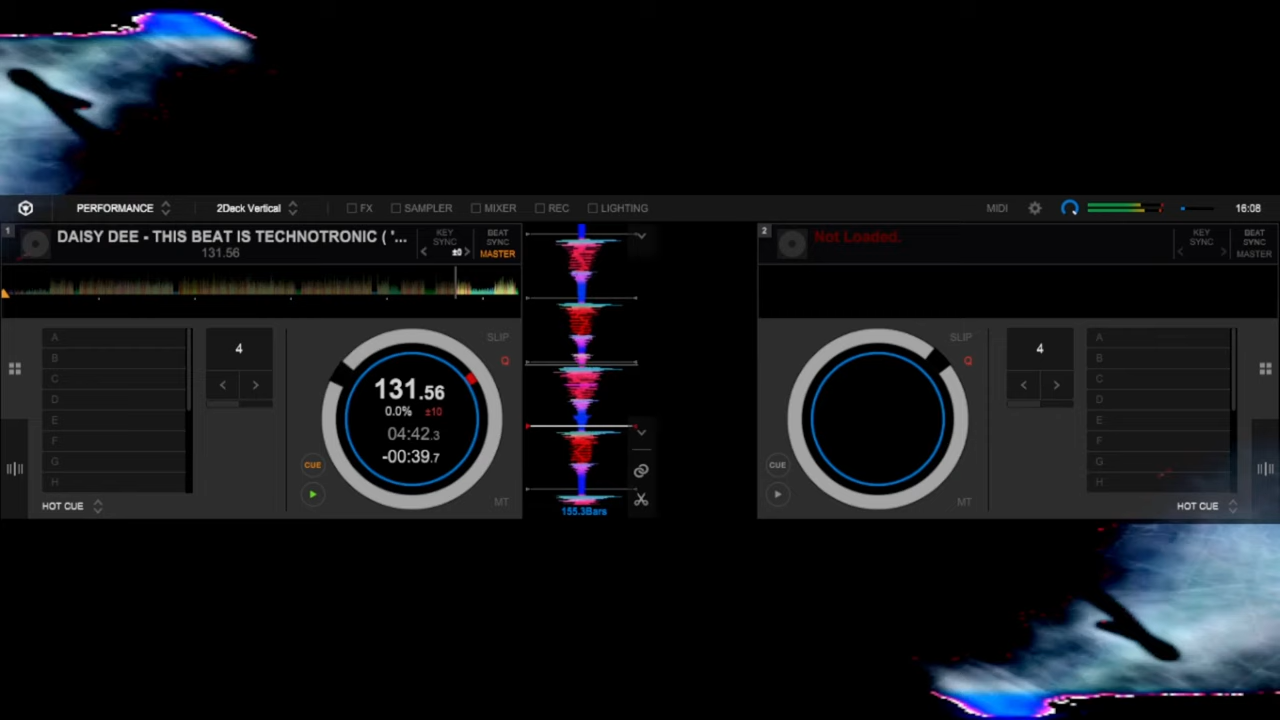 PERFORMANCE 2Deck Vertical FX SAMPLER MIXER REC LIGHTING MIDI 16:08
1 DAISY DEE - THIS BEAT IS TECHNOTRONIC ( '...
131.56
KEY SYNC
±0
BEAT SYNC
MASTER
2 Not Loaded.
KEY SYNC
BEAT SYNC
MASTER
A
B
C
D
E
F
G
H
HOT CUE
4
SLIP
Q
131.56
0.0% ±10
04:42.3
-00:39.7
CUE
MT
155.3Bars
SLIP
Q
CUE
MT
4
A
B
C
D
E
F
G
H
HOT CUE